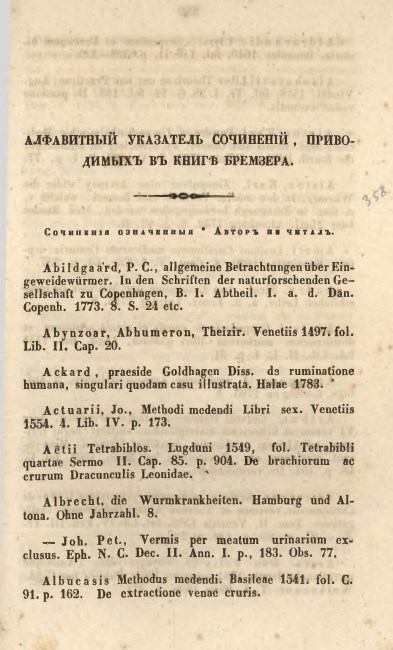 АЛФАВИТНЫЙ УКАЗАТЕЛЬ СОЧИНЕНІЙ, ПРИВО-
ДИМЫХЪ ВЪ КНИГѢ БРЕМЗЕРА.
358
Сочиненія означенныя * Авторъ не читалъ.
Abildgaard, P. C., allgemeine Betrachtungen über Ein-
geweidewürmer. In den Schriften der naturforschenden Ge-
sellschaft zu Copenhagen, B. I. Abtheil. I. a. d. Dän.
Copenh. 1773. 8. S. 24 etc.
Abynzoar, Abhumeron, Theizir. Venetiis 1497. fol.
Lib. II. Cap. 20.
Ackard, praeside Goldhagen Diss. de ruminatione
humana, singulari quodam casu illustrata. Halae 1783. *
Actuarii, Jo., Methodi medendi Libri sex. Venetiis
1554. 4. Lib. IV. p. 173.
Aëtii Tetrabiblos. Lugduni 1549, fol. Tetrabibli
quartae Sermo II. Cap. 85. p. 904. De brachiorum ac
crurum Dracunculis Leonidae.
Albrecht, die Wurmkrankheiten. Hamburg und Al-
tona. Ohne Jahrzahl. 8.
— Joh. Pet., Vermis per meatum urinarium ex-
clusus. Eph. N. C. Dec. II. Ann. I. p., 183. Obs. 77.
Albucasis Methodus medendi. Basileae 1541. fol. C.
91. p. 162. De extractione venae cruris.